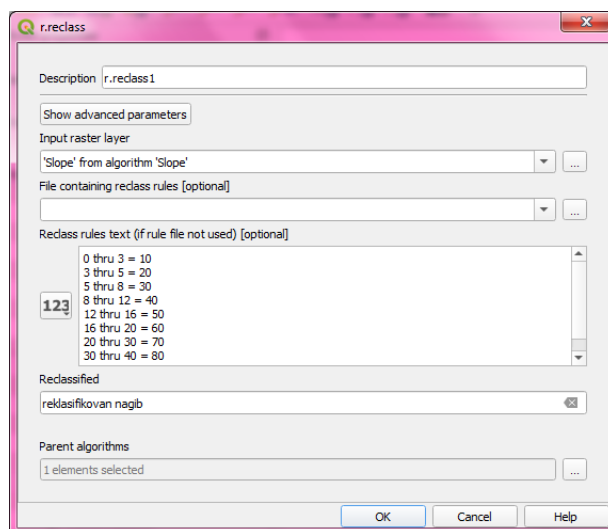 r.reclass
Description r.reclass1
Show advanced parameters
Input raster layer
'Slope' from algorithm 'Slope'
...
File containing reclass rules [optional]
...
Reclass rules text (if rule file not used) [optional]
123
0 thru 3 = 10
3 thru 5 = 20
5 thru 8 = 30
8 thru 12 = 40
12 thru 16 = 50
16 thru 20 = 60
20 thru 30 = 70
30 thru 40 = 80
Reclassified
reklasifikovan nagib
Parent algorithms
1 elements selected
...
OK Cancel Help